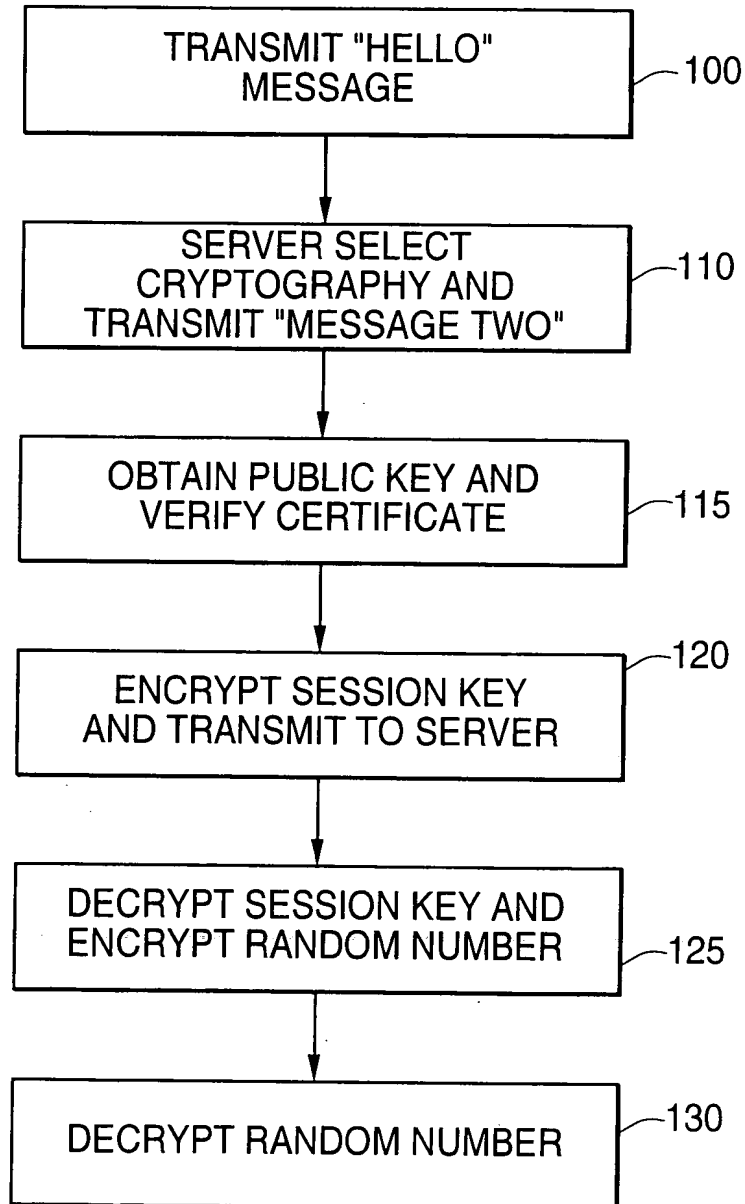 TRANSMIT "HELLO"
MESSAGE
100
SERVER SELECT
CRYPTOGRAPHY AND
TRANSMIT "MESSAGE TWO"
110
OBTAIN PUBLIC KEY AND
VERIFY CERTIFICATE
115
ENCRYPT SESSION KEY
AND TRANSMIT TO SERVER
120
DECRYPT SESSION KEY AND
ENCRYPT RANDOM NUMBER
125
DECRYPT RANDOM NUMBER
130